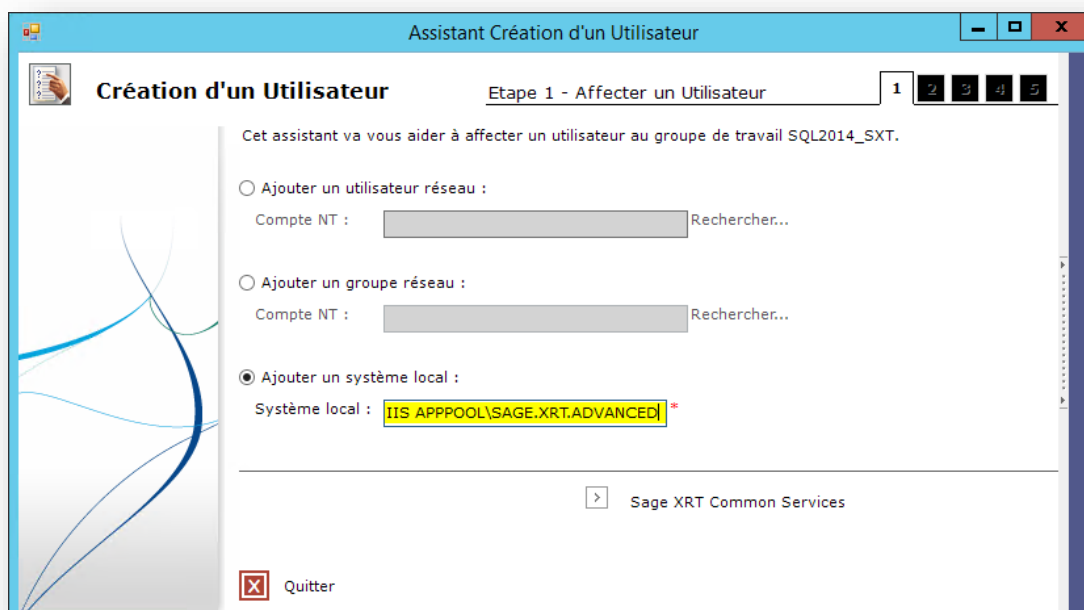 Assistant Création d'un Utilisateur
Création d'un Utilisateur
Etape 1 - Affecter un Utilisateur
1 2 3 4 5
Cet assistant va vous aider à affecter un utilisateur au groupe de travail SQL2014_SXT.
Ajouter un utilisateur réseau :
Compte NT :
Rechercher...
Ajouter un groupe réseau :
Compte NT :
Rechercher...
Ajouter un système local :
Système local : IIS APPPOOL\SAGE.XRT.ADVANCED *
Sage XRT Common Services
Quitter